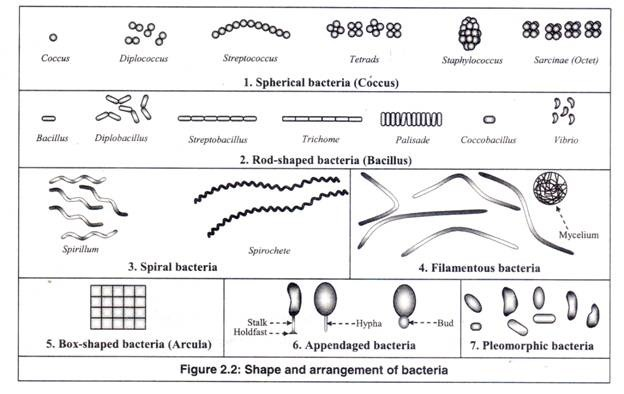 Coccus Diplococcus Streptococcus Tetrads Staphylococcus Sarcinae (Octet)
1. Spherical bacteria (Coccus)
Bacillus Diplobacillus Streptobacillus Trichome Palisade Coccobacillus Vibrio
2. Rod-shaped bacteria (Bacillus)
Spirillum Spirochete
3. Spiral bacteria
Mycelium
4. Filamentous bacteria
5. Box-shaped bacteria (Arcula)
Stalk Hypha Bud
Holdfast
6. Appendaged bacteria
7. Pleomorphic bacteria
Figure 2.2: Shape and arrangement of bacteria